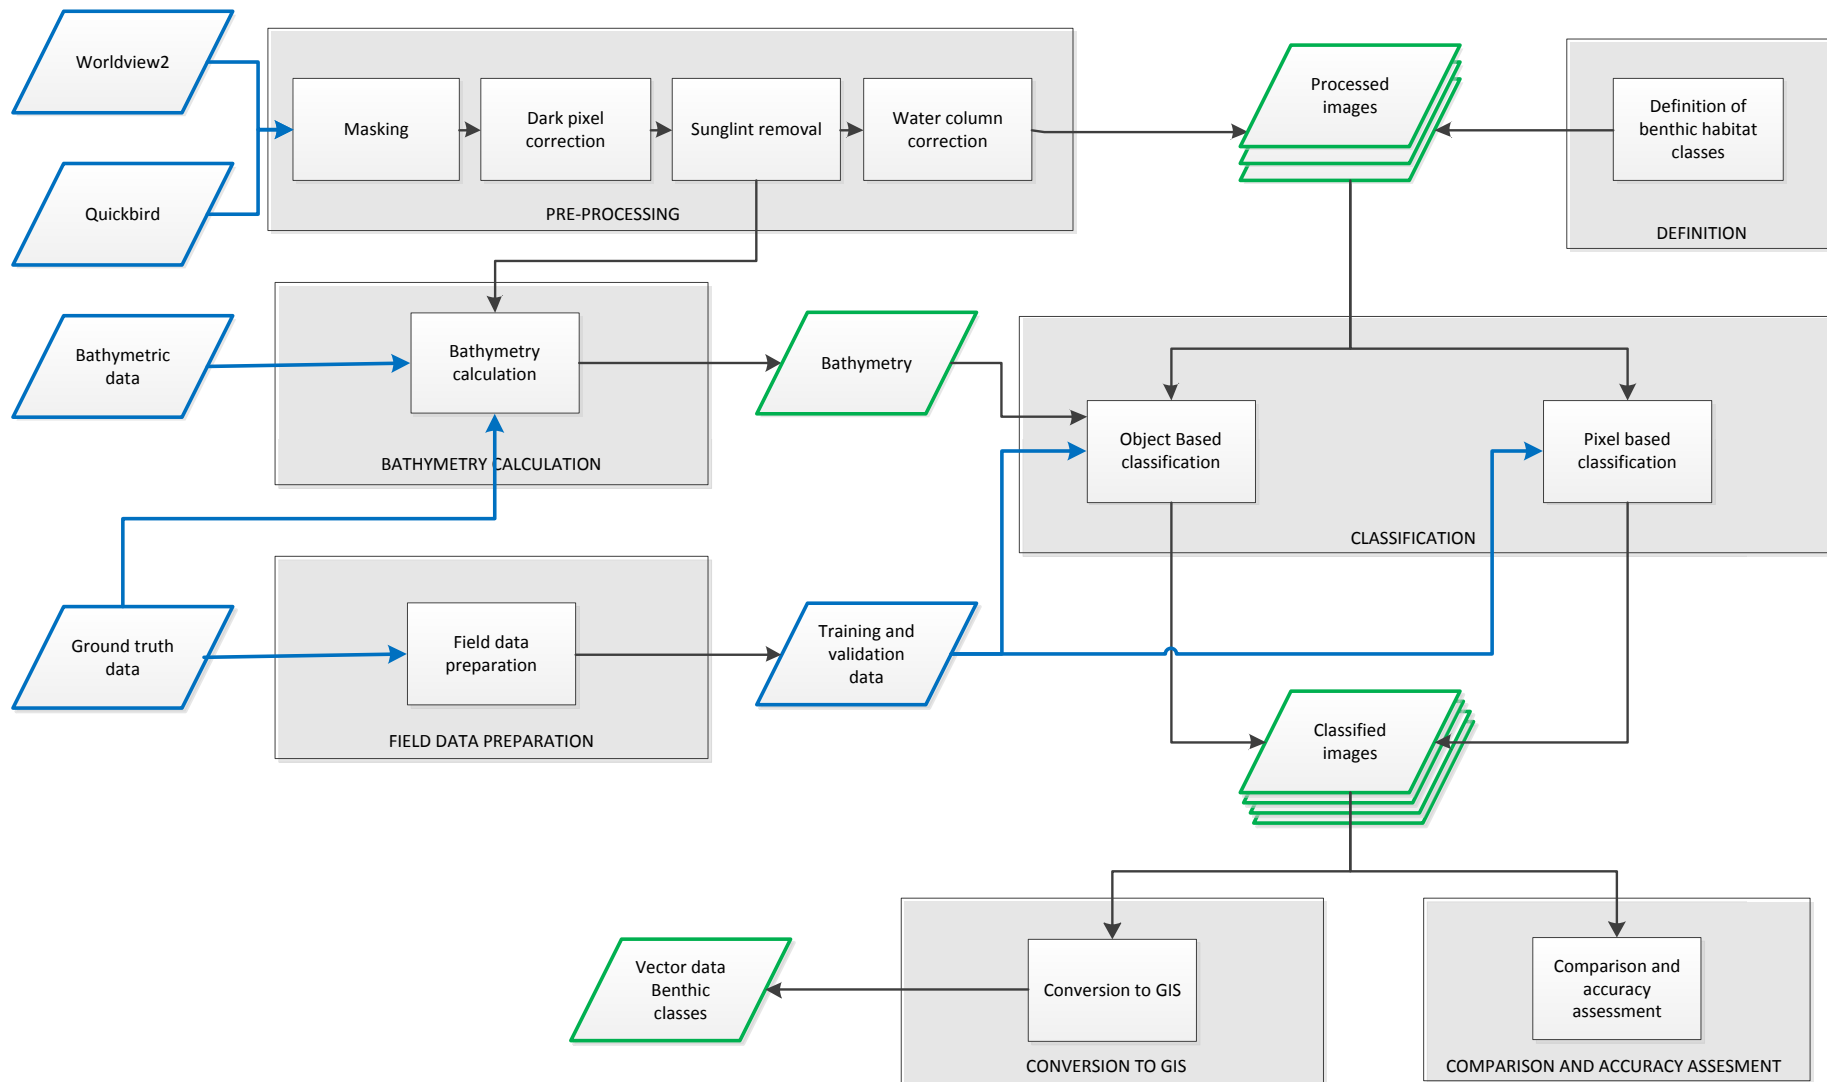 Worldview2
Quickbird
Masking
Dark pixel
correction
Sunglint removal
Water column
correction
PRE-PROCESSING
Processed
images
Definition of
benthic habitat
classes
DEFINITION
Bathymetric
data
Bathymetry
calculation
BATHYMETRY CALCULATION
Bathymetry
Object Based
classification
Pixel based
classification
CLASSIFICATION
Ground truth
data
Field data
preparation
FIELD DATA PREPARATION
Training and
validation
data
Classified
images
Vector data
Benthic
classes
Conversion to GIS
CONVERSION TO GIS
Comparison and
accuracy
assessment
COMPARISON AND ACCURACY ASSESMENT